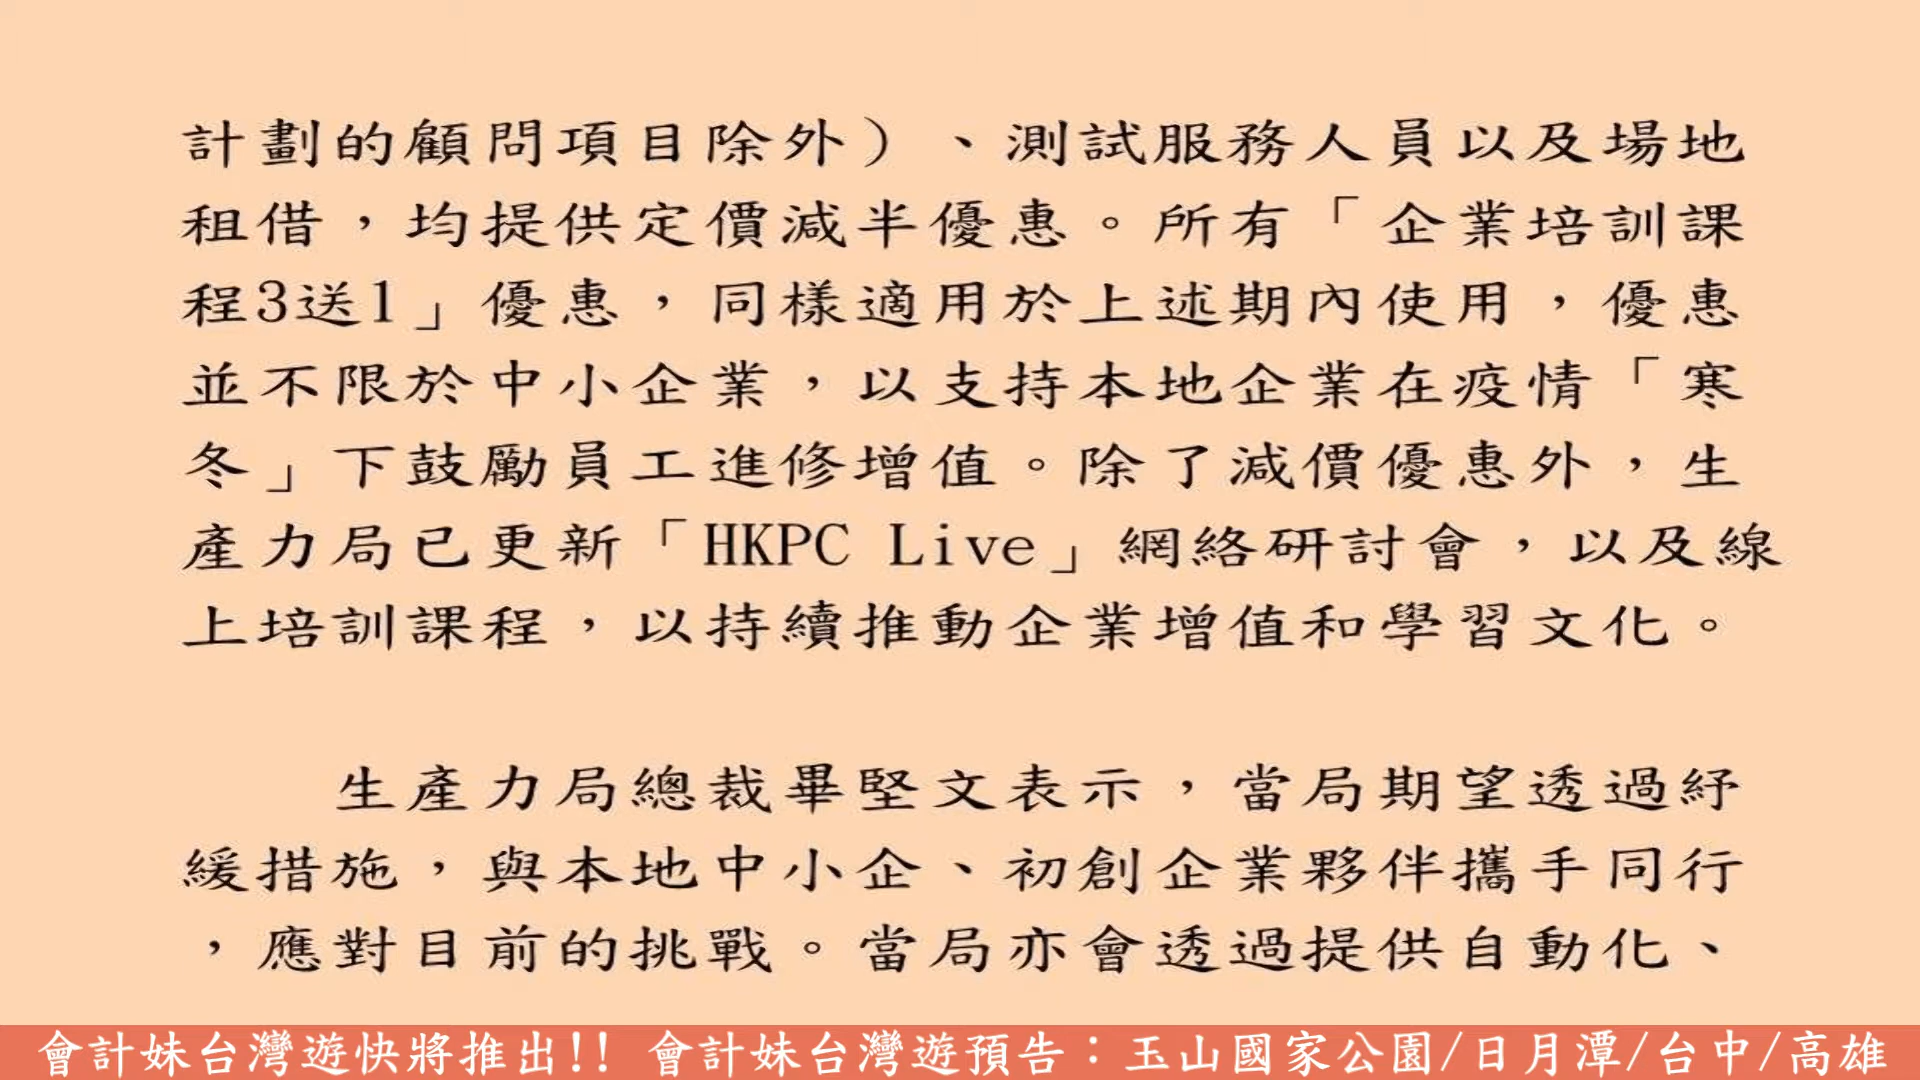 計劃的顧問項目除外）、測試服務人員以及場地
租借，均提供定價減半優惠。所有「企業培訓課
程3送1」優惠，同樣適用於上述期內使用，優惠
並不限於中小企業，以支持本地企業在疫情「寒
冬」下鼓勵員工進修增值。除了減價優惠外，生
產力局已更新「HKPC Live」網絡研討會，以及線
上培訓課程，以持續推動企業增值和學習文化。
生產力局總裁畢堅文表示，當局期望透過紓
緩措施，與本地中小企、初創企業夥伴攜手同行
，應對目前的挑戰。當局亦會透過提供自動化、
會計妹台灣遊快將推出!! 會計妹台灣遊預告：玉山國家公園/日月潭/台中/高雄